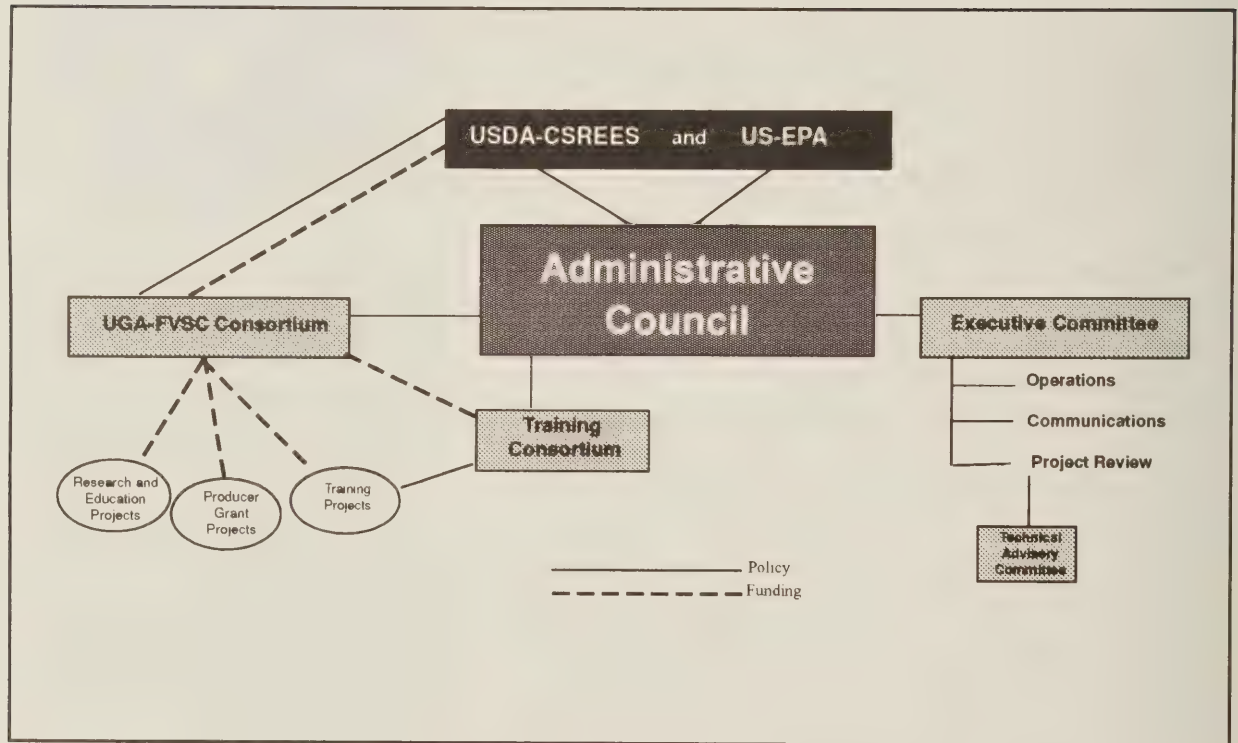 USDA-CSREES and US-EPA
Administrative
Council
UGA-FVSC Consortium
Executive Committee
Operations
Communications
Project Review
Training
Consortium
Research and
Education
Projects
Producer
Grant
Projects
Training
Projects
Technical
Advisory
Committee
Policy
Funding